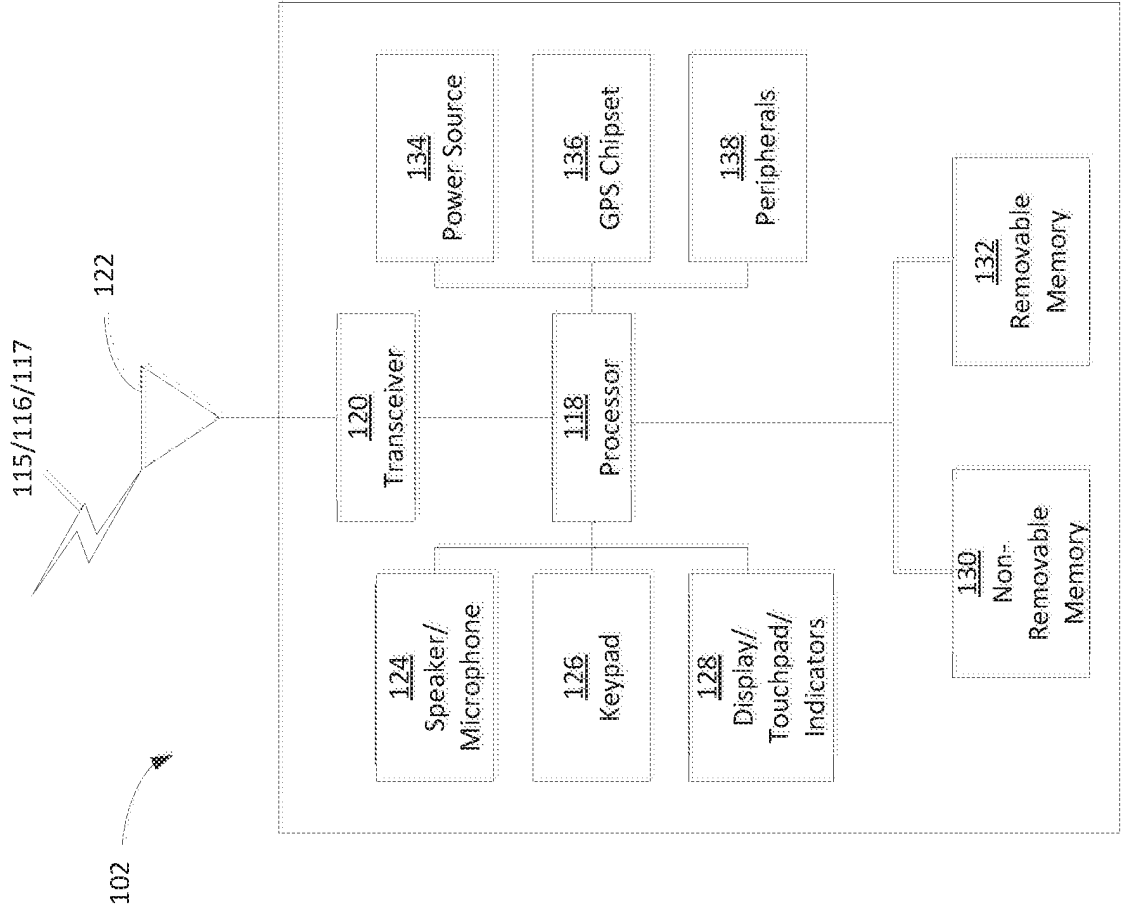 115/116/117
122
102
120
Transceiver
124
Speaker/
Microphone
134
Power Source
118
Processor
126
Keypad
136
GPS Chipset
128
Display/
Touchpad/
Indicators
138
Peripherals
130
Non-
Removable
Memory
132
Removable
Memory